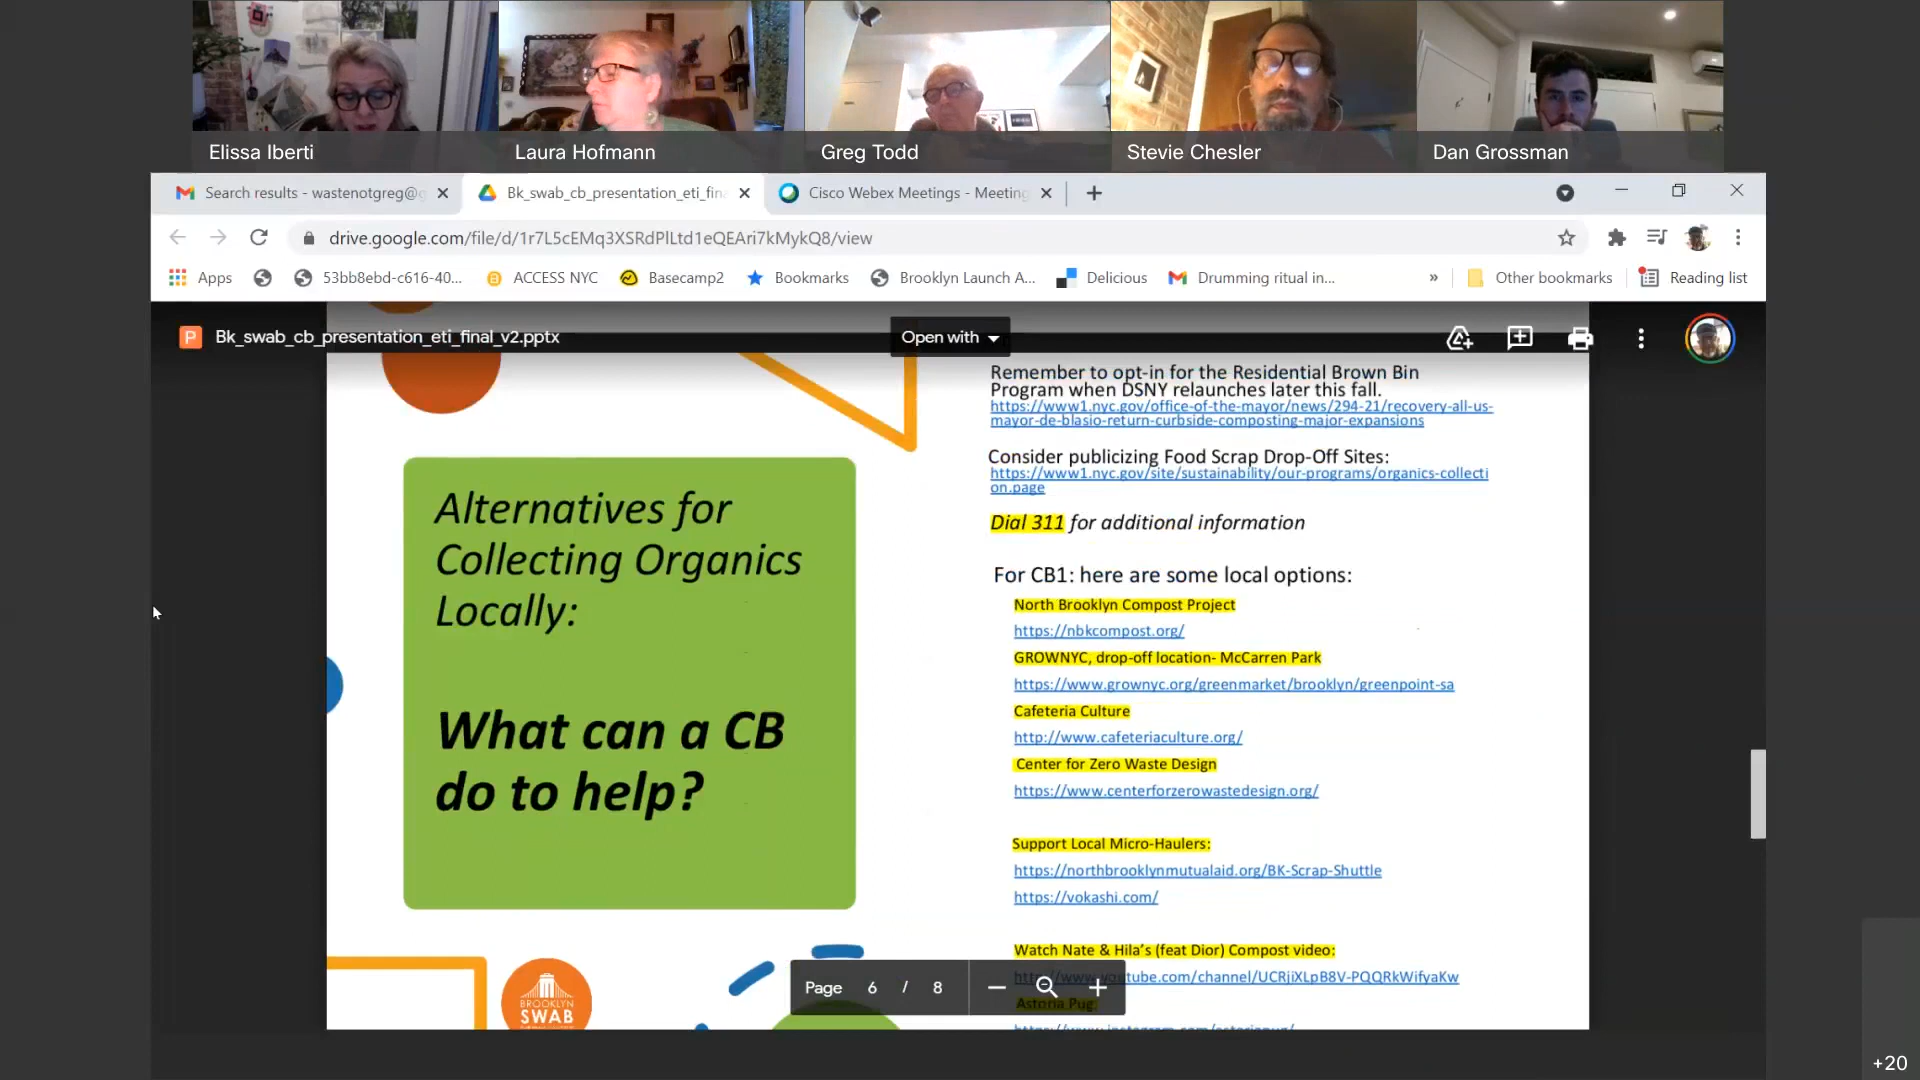 Elissa Iberti
Laura Hofmann
Greg Todd
Stevie Chesler
Dan Grossman
Search results - wastenotgreg@g
Bk_swab_cb_presentation_eti_fin
Cisco Webex Meetings - Meeting
drive.google.com/file/d/1r7L5cEMq3XSRdPlLtd1eQEAri7kMykQ8/view
Apps
53bb8ebd-c616-40...
ACCESS NYC
Basecamp2
Bookmarks
Brooklyn Launch A...
Delicious
Drumming ritual in...
»
Other bookmarks
Reading list
P
Bk_swab_cb_presentation_eti_final_v2.pptx
Open with
Alternatives for
Collecting Organics
Locally:
What can a CB
do to help?
Remember to opt-in for the Residential Brown Bin
Program when DSNY relaunches later this fall.
https://www1.nyc.gov/office-of-the-mayor/news/294-21/recovery-all-us-
mayor-de-blasio-return-curbside-composting-major-expansions
Consider publicizing Food Scrap Drop-Off Sites:
https://www1.nyc.gov/site/sustainability/our-programs/organics-collecti
on.page
Dial 311 for additional information
For CB1: here are some local options:
North Brooklyn Compost Project
https://nbkcompost.org/
GROWNYC, drop-off location- McCarren Park
https://www.grownyc.org/greenmarket/brooklyn/greenpoint-sa
Cafeteria Culture
http://www.cafeteriaculture.org/
Center for Zero Waste Design
https://www.centerforzerowastedesign.org/
Support Local Micro-Haulers:
https://northbrooklynmutualaid.org/BK-Scrap-Shuttle
https://vokashi.com/
Watch Nate & Hila's (feat Dior) Compost video:
http://www.youtube.com/channel/UCRjiXLpB8V-PQQRkWifyaKw
Astoria Pug:
https://www.instagram.com/astoriapug/
BROOKLYN
SWAB
Page 6 / 8
+20